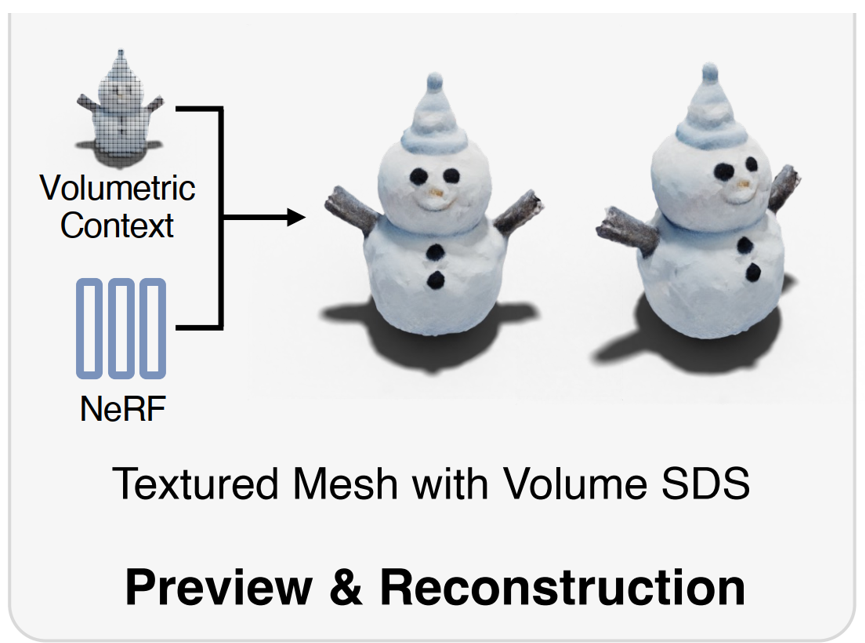 Volumetric
Context
NeRF
Textured Mesh with Volume SDS
Preview & Reconstruction